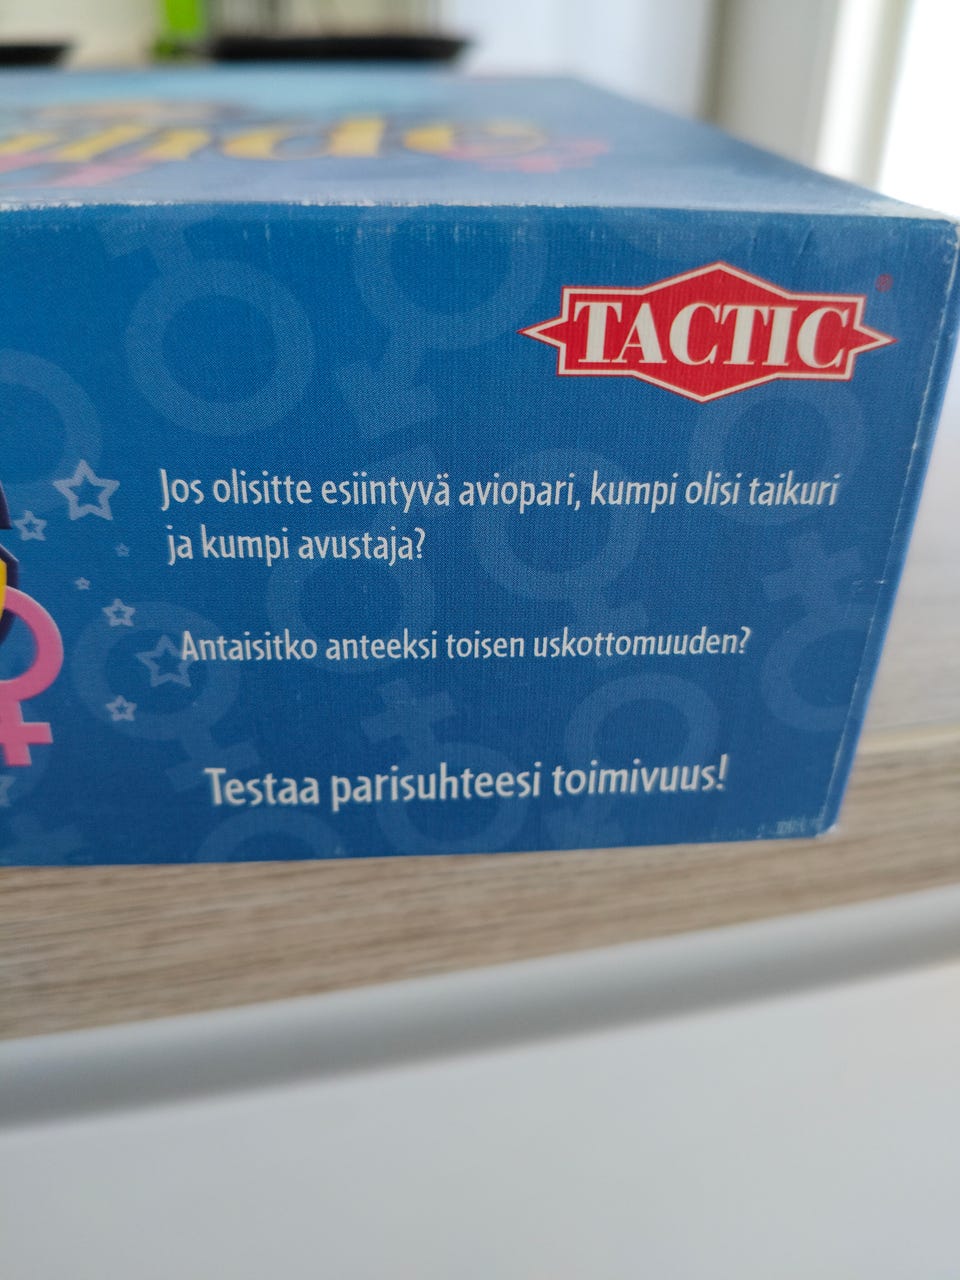 TACTIC
Jos olisitte esiintyvä aviopari, kumpi olisi taikuri
ja kumpi avustaja?
Antaisitko anteeksi toisen uskottomuuden?
Testaa parisuhteesi toimivuus!